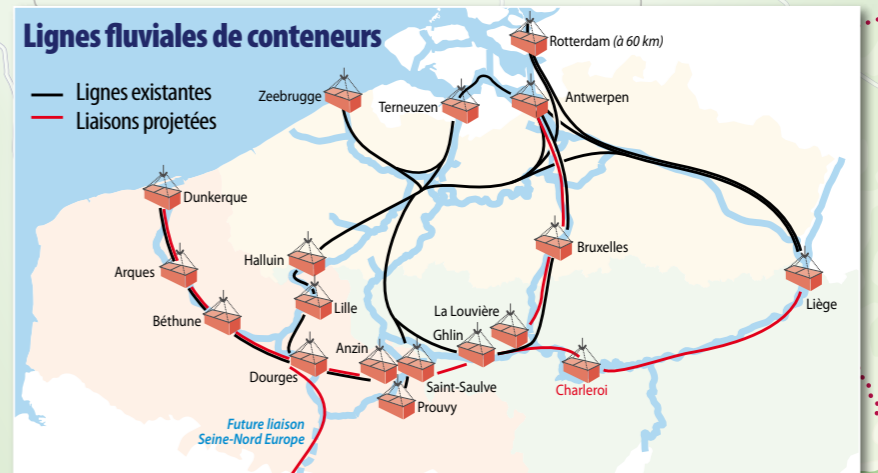 Lignes fluviales de conteneurs
Lignes existantes
Liaisons projetées
Rotterdam (à 60 km)
Zeebrugge
Terneuzen
Antwerpen
Dunkerque
Bruxelles
Halluin
Arques
Liège
Lille
La Louvière
Béthune
Ghlin
Anzin
Dourges
Saint-Saulve
Charleroi
Prouvy
Future liaison
Seine-Nord Europe